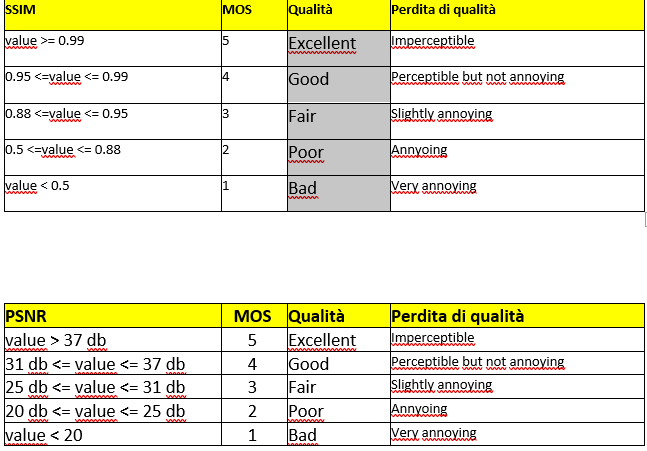 SSIM MOS Qualità Perdita di qualità
value >= 0.99 5 Excellent Imperceptible
0.95 <=value <= 0.99 4 Good Perceptible but not annoying
0.88 <=value <= 0.95 3 Fair Slightly annoying
0.5 <=value <= 0.88 2 Poor Annyoing
value < 0.5 1 Bad Very annoying
PSNR MOS Qualità Perdita di qualità
value > 37 db 5 Excellent Imperceptible
31 db <= value <= 37 db 4 Good Perceptible but not annoying
25 db <= value <= 31 db 3 Fair Slightly annoying
20 db <= value <= 25 db 2 Poor Annyoing
value < 20 1 Bad Very annoying